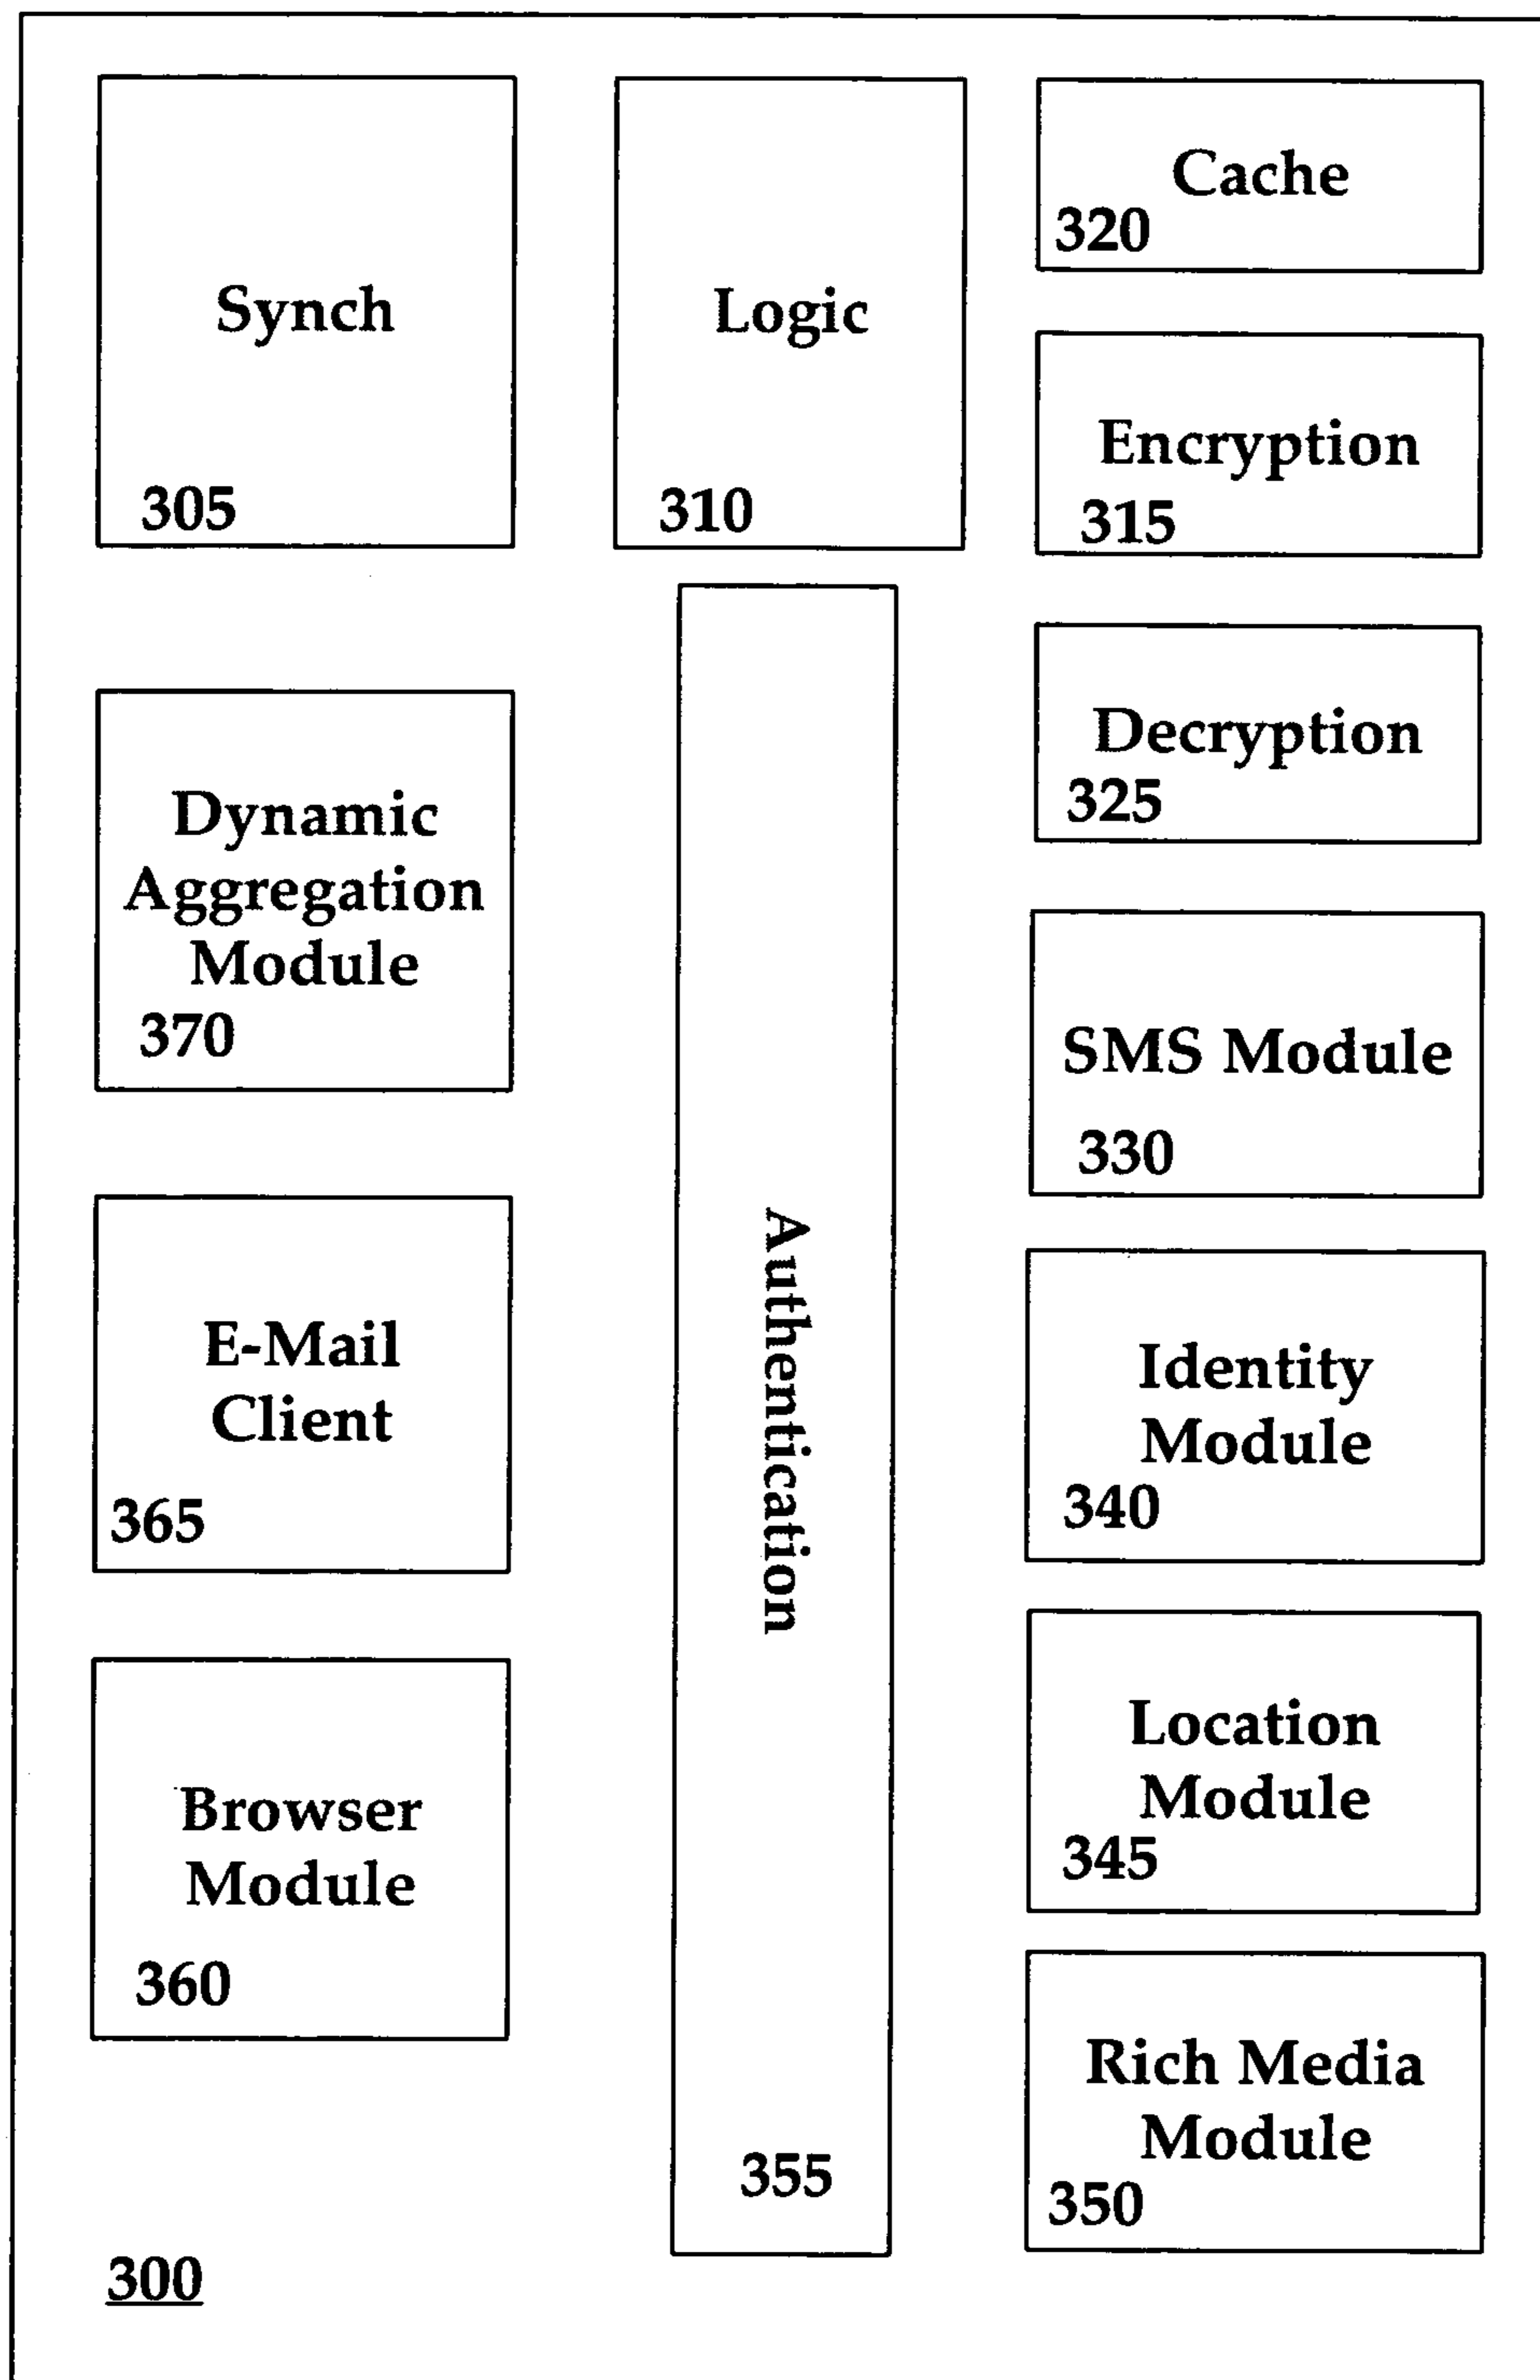 Synch
305
Logic
310
Cache
320
Encryption
315
Decryption
325
Dynamic
Aggregation
Module
370
SMS Module
330
E-Mail
Client
365
Authentication
355
Identity
Module
340
Browser
Module
360
Location
Module
345
Rich Media
Module
350
300